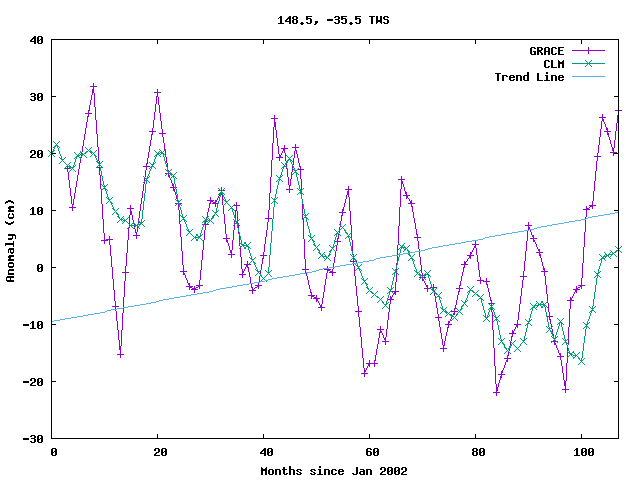 148.5, -35.5 TWS
GRACE
CLM
Trend Line
40
30
20
10
0
-10
-20
-30
Anomaly (cm)
0 20 40 60 80 100
Months since Jan 2002